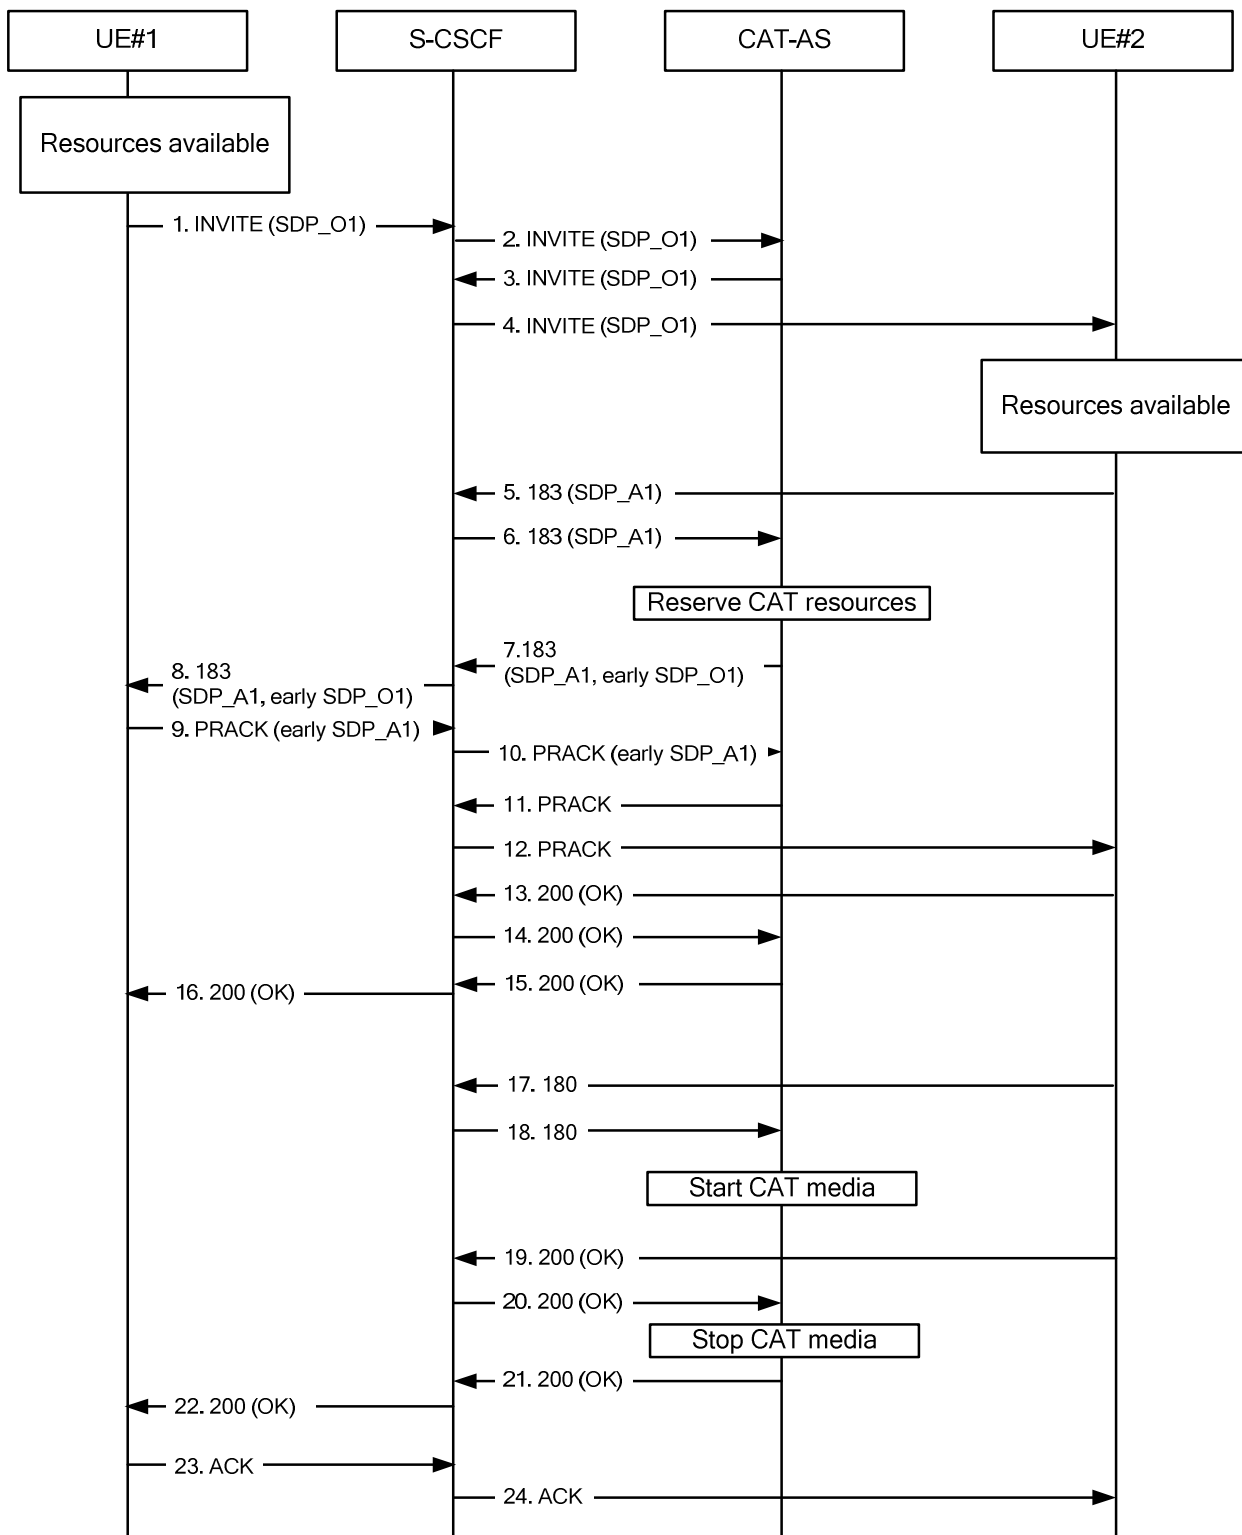 UE#1
S-CSCF
CAT-AS
UE#2
Resources available
1. INVITE (SDP_O1)
2. INVITE (SDP_O1)
3. INVITE (SDP_O1)
4. INVITE (SDP_O1)
Resources available
5. 183 (SDP_A1)
6. 183 (SDP_A1)
Reserve CAT resources
7.183
(SDP_A1, early SDP_O1)
8. 183
(SDP_A1, early SDP_O1)
9. PRACK (early SDP_A1)
10. PRACK (early SDP_A1)
11. PRACK
12. PRACK
13. 200 (OK)
14. 200 (OK)
15. 200 (OK)
16. 200 (OK)
17. 180
18. 180
Start CAT media
19. 200 (OK)
20. 200 (OK)
Stop CAT media
21. 200 (OK)
22. 200 (OK)
23. ACK
24. ACK